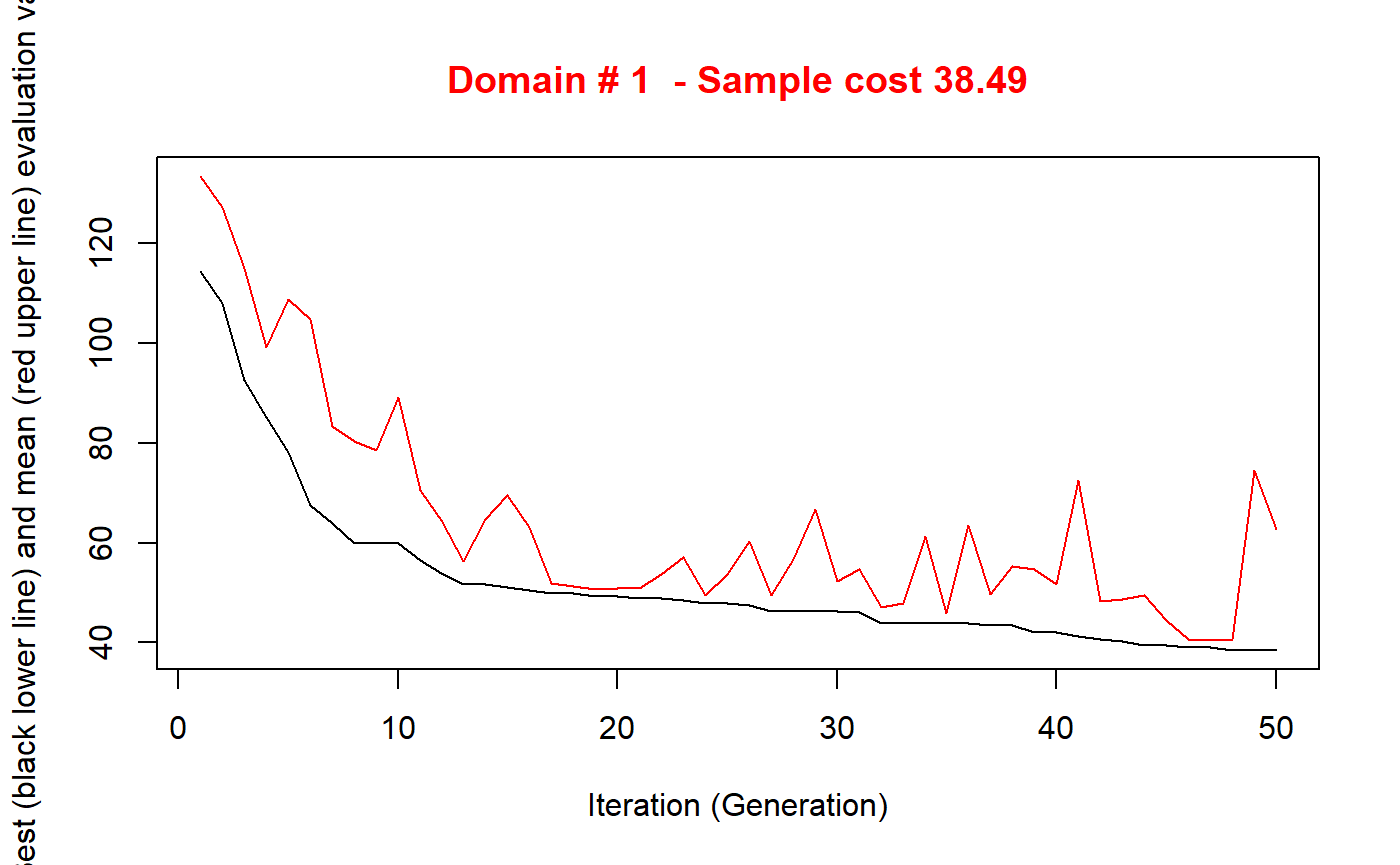 Domain # 1  - Sample cost 38.49
est (black lower line) and mean (red upper line) evaluation
120
100
80
60
40
0 10 20 30 40 50
Iteration (Generation)